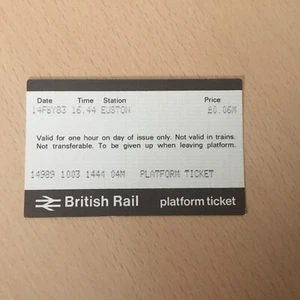 Date Time Station Price
14FBY83 16.44 EUSTON £0.06M
Valid for one hour on day of issue only. Not valid in trains.
Not transferable. To be given up when leaving platform.
14989 1003 1444 04M PLATFORM TICKET
British Rail platform ticket